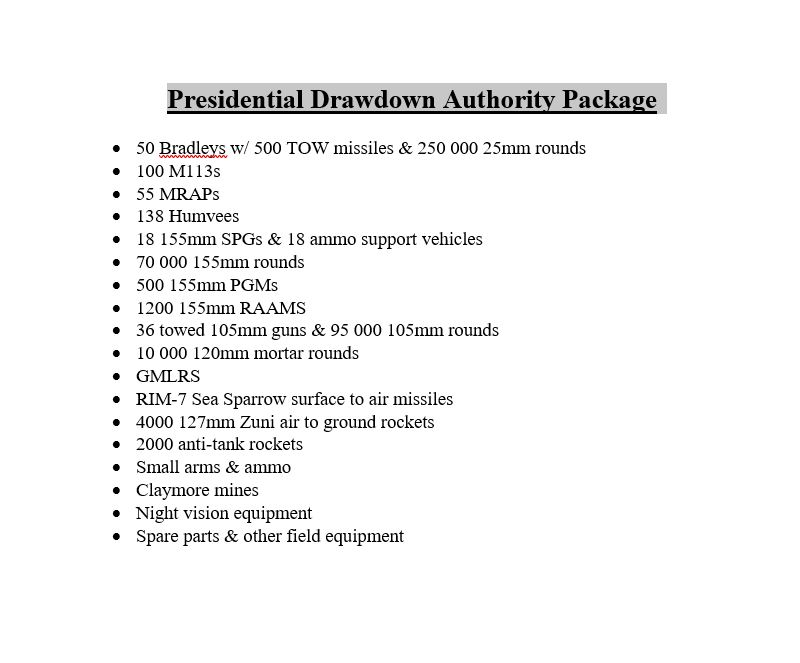 Presidential Drawdown Authority Package
• 50 Bradleys w/ 500 TOW missiles & 250 000 25mm rounds
• 100 M113s
• 55 MRAPs
• 138 Humvees
• 18 155mm SPGs & 18 ammo support vehicles
• 70 000 155mm rounds
• 500 155mm PGMs
• 1200 155mm RAAMS
• 36 towed 105mm guns & 95 000 105mm rounds
• 10 000 120mm mortar rounds
• GMLRS
• RIM-7 Sea Sparrow surface to air missiles
• 4000 127mm Zuni air to ground rockets
• 2000 anti-tank rockets
• Small arms & ammo
• Claymore mines
• Night vision equipment
• Spare parts & other field equipment